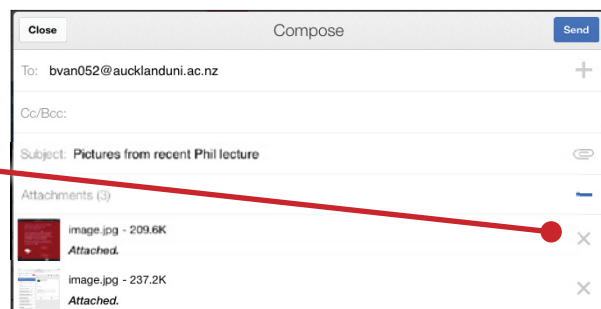 Close Compose Send
To: bvan052@aucklanduni.ac.nz
Cc/Bcc:
Subject: Pictures from recent Phil lecture
Attachments (3)
image.jpg - 209.6K
Attached.
image.jpg - 237.2K
Attached.